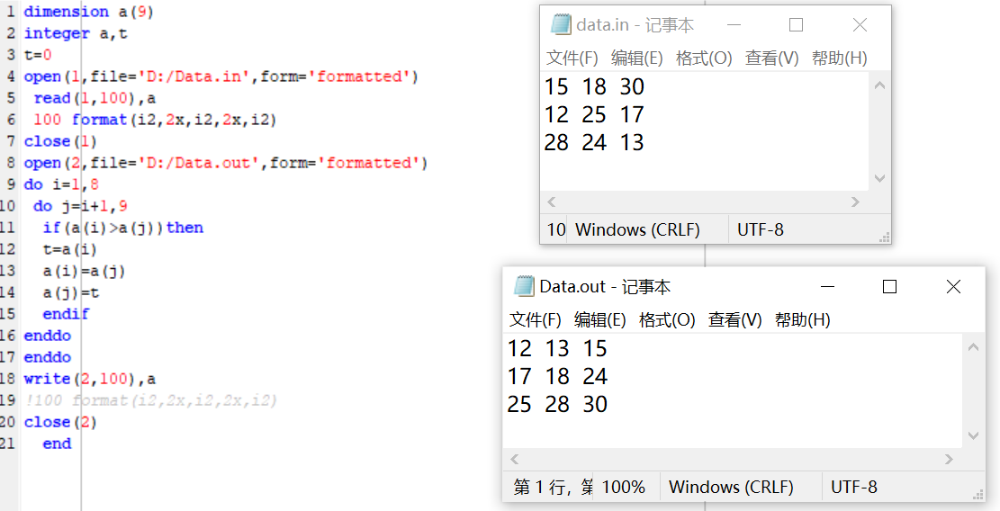 1 dimension a(9)
2 integer a,t
3 t=0
4 open(1,file='D:/Data.in',form='formatted')
5 read(1,100),a
6 100 format(i2,2x,i2,2x,i2)
7 close(1)
8 open(2,file='D:/Data.out',form='formatted')
9 do i=1,8
10 do j=i+1,9
11 if(a(i)>a(j))then
12 t=a(i)
13 a(i)=a(j)
14 a(j)=t
15 endif
16 enddo
17 enddo
18 write(2,100),a
19 !100 format(i2,2x,i2,2x,i2)
20 close(2)
21 end
data.in - 记事本
文件(F) 编辑(E) 格式(O) 查看(V) 帮助(H)
15 18 30
12 25 17
28 24 13
10 Windows (CRLF) UTF-8
Data.out - 记事本
文件(F) 编辑(E) 格式(O) 查看(V) 帮助(H)
12 13 15
17 18 24
25 28 30
第 1 行, 100% Windows (CRLF) UTF-8